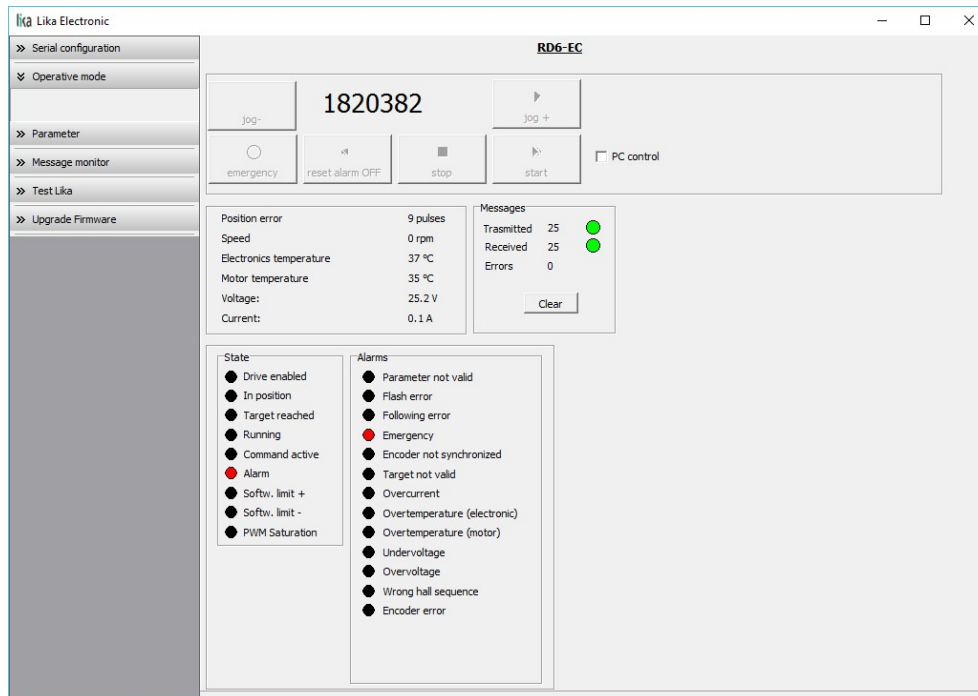 lika Lika Electronic
Serial configuration
Operative mode
Parameter
Message monitor
Test Lika
Upgrade Firmware
RD6-EC
jog-
1820382
jog +
emergency
reset alarm OFF
stop
start
PC control
Position error 9 pulses
Speed 0 rpm
Electronics temperature 37 °C
Motor temperature 35 °C
Voltage: 25.2 V
Current: 0.1 A
Messages
Trasmitted 25
Received 25
Errors 0
Clear
State
Drive enabled
In position
Target reached
Running
Command active
Alarm
Softw. limit +
Softw. limit -
PWM Saturation
Alarms
Parameter not valid
Flash error
Following error
Emergency
Encoder not synchronized
Target not valid
Overcurrent
Overtemperature (electronic)
Overtemperature (motor)
Undervoltage
Overvoltage
Wrong hall sequence
Encoder error